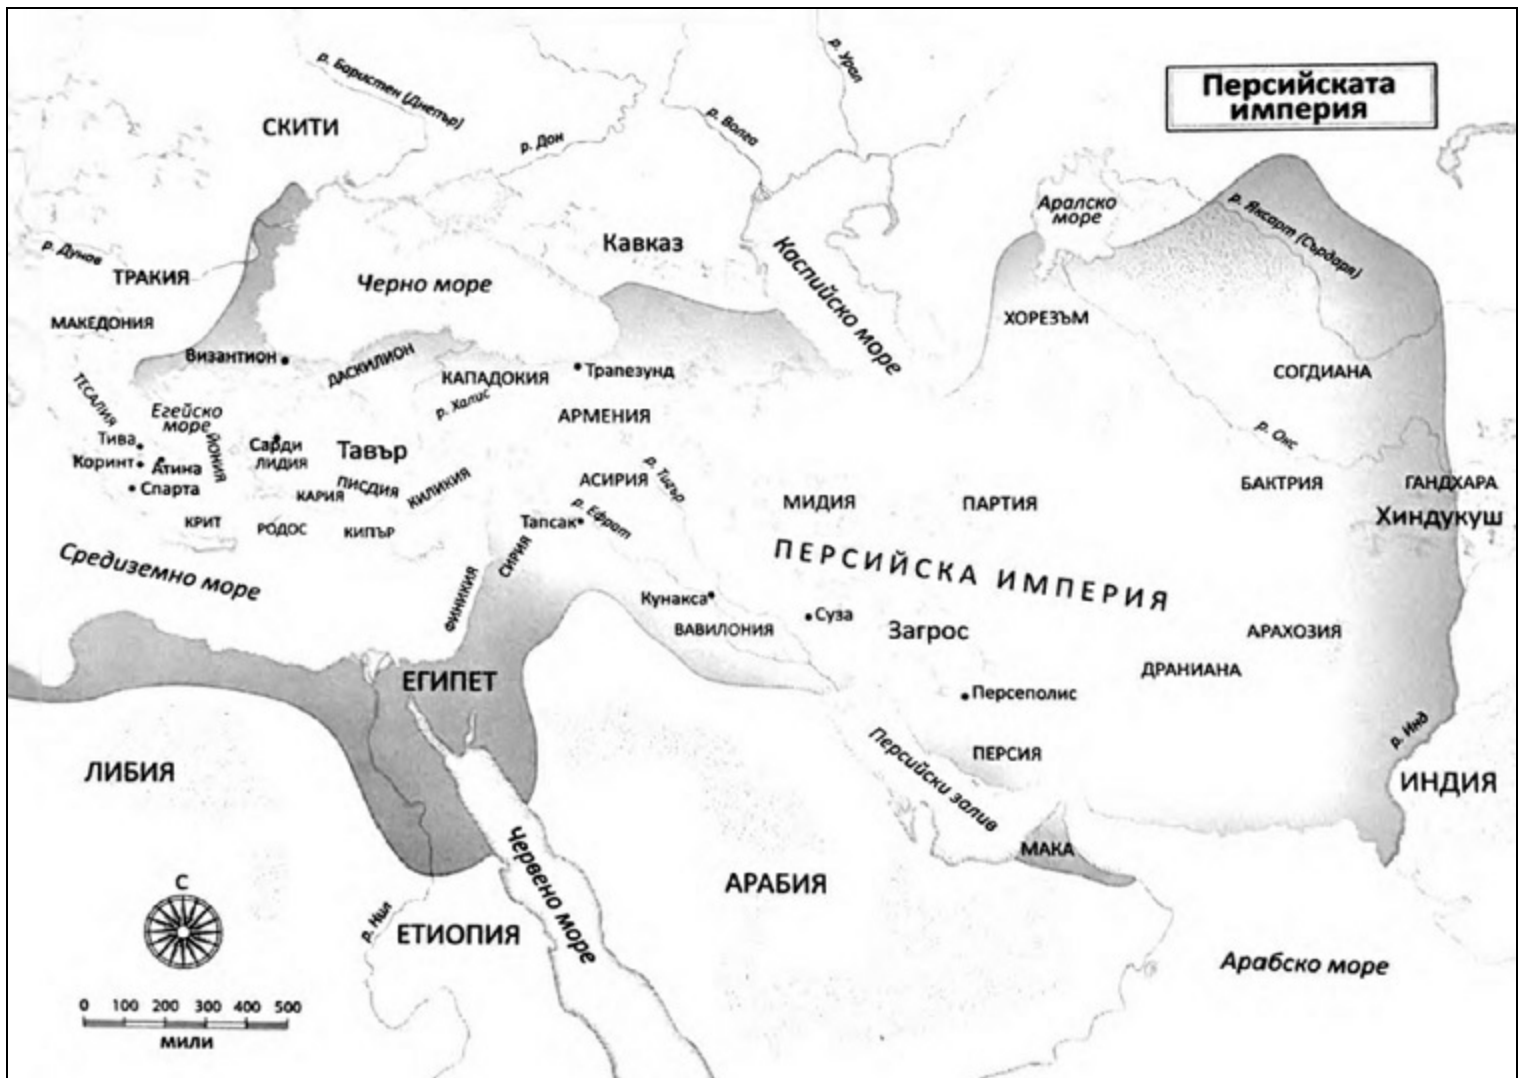 р. Бористен (Днепър)
р. Урал
Персийската
империя
СКИТИ
р. Дон
р. Волга
Аралско
море
р. Яксарт (Сърдаря)
Кавказ
р. Дунав
ТРАКИЯ
Черно море
Каспийско море
МАКЕДОНИЯ
ХОРЕЗЪМ
Византион
ДАСКИЛИОН
КАПАДОКИЯ
Трапезунд
СОГДИАНА
ТЕСАЛИЯ
Егейско
море
р. Халис
АРМЕНИЯ
р. Окс
Тива
ЙОНИЯ
Сарди
ЛИДИЯ
Тавър
Коринт
Атина
Спарта
КАРИЯ
ПИСДИЯ
КИЛИКИЯ
АСИРИЯ
р. Тигър
МИДИЯ
ПАРТИЯ
БАКТРИЯ
ГАНДХАРА
Хиндукуш
КРИТ
РОДОС
КИПЪР
Тапсак
р. Ефрат
Средиземно море
СИРИЯ
ФИНИКИЯ
ПЕРСИЙСКА ИМПЕРИЯ
Кунакса
ВАВИЛОНИЯ
Суза
Загрос
АРАХОЗИЯ
ДРАНИАНА
ЕГИПЕТ
Персеполис
р. Инд
ЛИБИЯ
Персийски залив
ПЕРСИЯ
ИНДИЯ
МАКА
Червено море
АРАБИЯ
С
р. Нил
ЕТИОПИЯ
Арабско море
0 100 200 300 400 500
мили